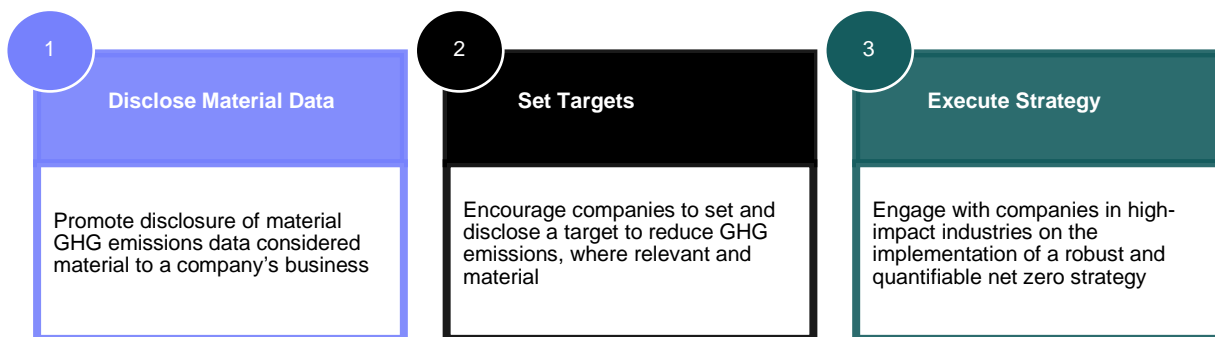 1
Disclose Material Data
Promote disclosure of material
GHG emissions data considered
material to a company’s business
2
Set Targets
Encourage companies to set and
disclose a target to reduce GHG
emissions, where relevant and
material
3
Execute Strategy
Engage with companies in high-
impact industries on the
implementation of a robust and
quantifiable net zero strategy